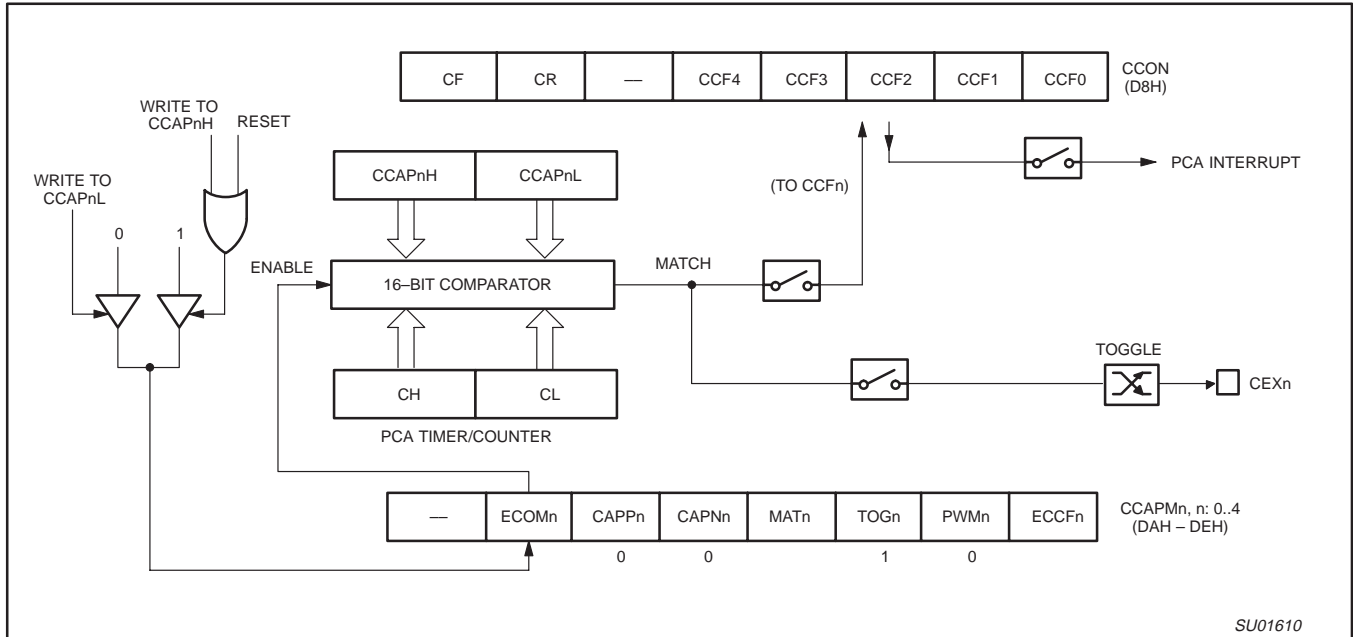 CF CR — CCF4 CCF3 CCF2 CCF1 CCF0
CCON
(D8H)
WRITE TO
CCAPnH
RESET
WRITE TO
CCAPnL
0
1
CCAPnH CCAPnL
(TO CCFn)
PCA INTERRUPT
ENABLE
16–BIT COMPARATOR
MATCH
TOGGLE
CEXn
CH CL
PCA TIMER/COUNTER
— ECOMn CAPPn CAPNn MATn TOGn PWMn ECCFn
CCAPMn, n: 0..4
(DAH – DEH)
0 0 1 0
SU01610